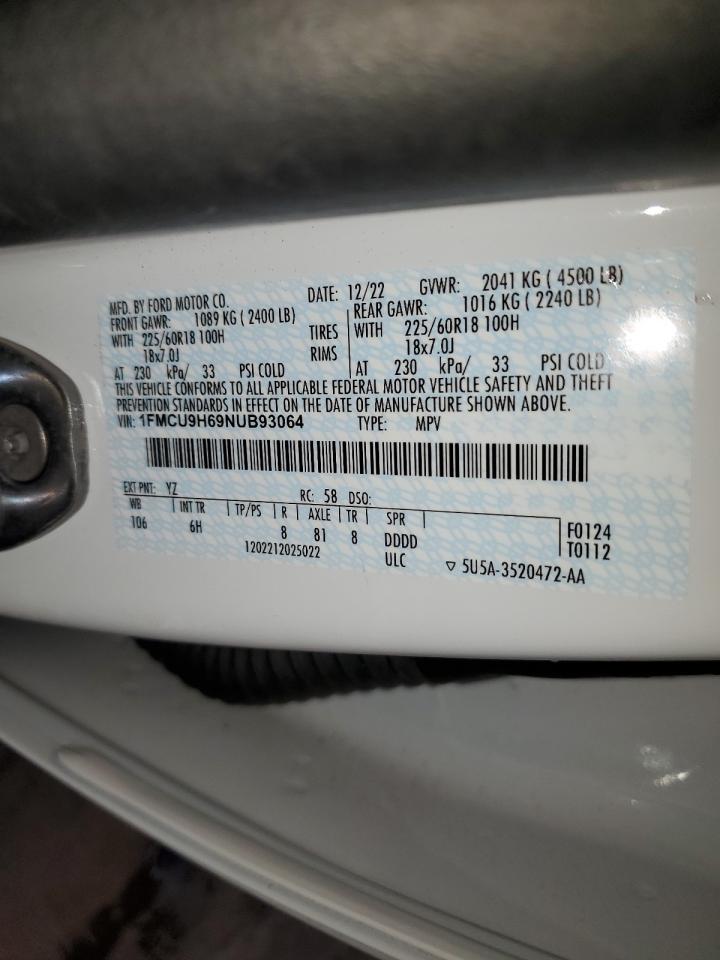 MFD. BY FORD MOTOR CO. DATE: 12/22 GVWR: 2041 KG ( 4500 LB)
FRONT GAWR: 1089 KG ( 2400 LB) REAR GAWR: 1016 KG ( 2240 LB)
WITH 225/60R18 100H TIRES WITH 225/60R18 100H
18x7.0J RIMS 18x7.0J
AT 230 kPa/ 33 PSI COLD AT 230 kPa/ 33 PSI COLD
THIS VEHICLE CONFORMS TO ALL APPLICABLE FEDERAL MOTOR VEHICLE SAFETY AND THEFT
PREVENTION STANDARDS IN EFFECT ON THE DATE OF MANUFACTURE SHOWN ABOVE.
VIN: 1FMCU9H69NUB93064 TYPE: MPV
EXT PNT: YZ RC: 58 DSO:
WB INT TR TP/PS R AXLE TR SPR
106 6H 8 81 8 DDDD F0124
1202212025022 ULC T0112
▽ 5U5A-3520472-AA